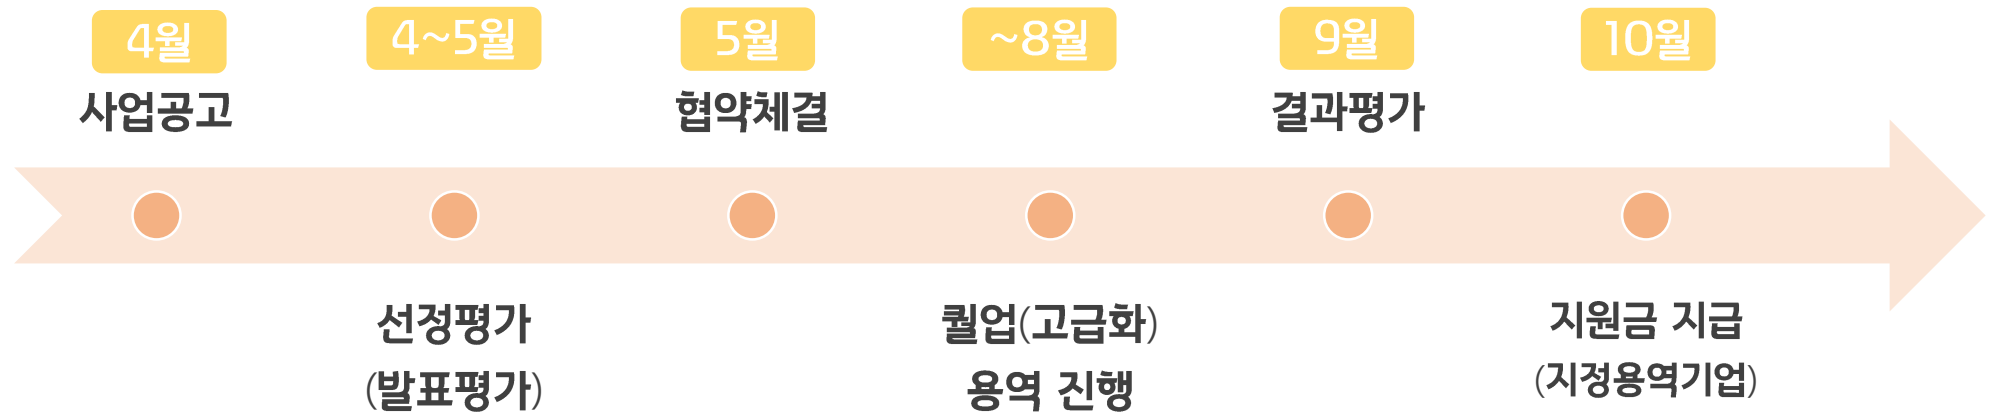 4월
사업공고
4~5월
선정평가
(발표평가)
5월
협약체결
~8월
퀄업(고급화)
용역 진행
9월
결과평가
10월
지원금 지급
(지정용역기업)